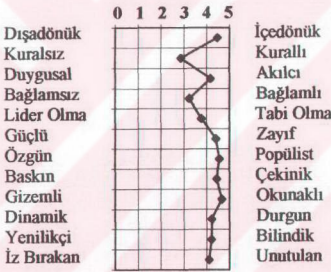 0 1 2 3 4 5
Dışadönük İçedönük
Kuralsız Kurallı
Duygusal Akılcı
Bağlamsız Bağlamlı
Lider Olma Tabi Olma
Güçlü Zayıf
Özgün Popülist
Baskın Çekinik
Gizemli Okunaklı
Dinamik Durgun
Yenilikçi Bilindik
İz Bırakan Unutulan